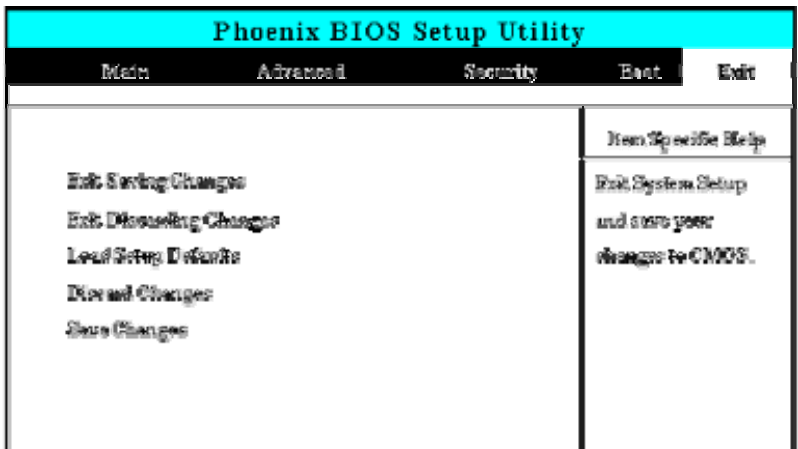 Phoenix BIOS Setup Utility
Main Advanced Security Boot Exit
Item Specific Help
Exit Saving Changes
Exit Discarding Changes
Load Setup Defaults
Discard Changes
Save Changes
Exit System Setup
and save your
changes to CMOS.